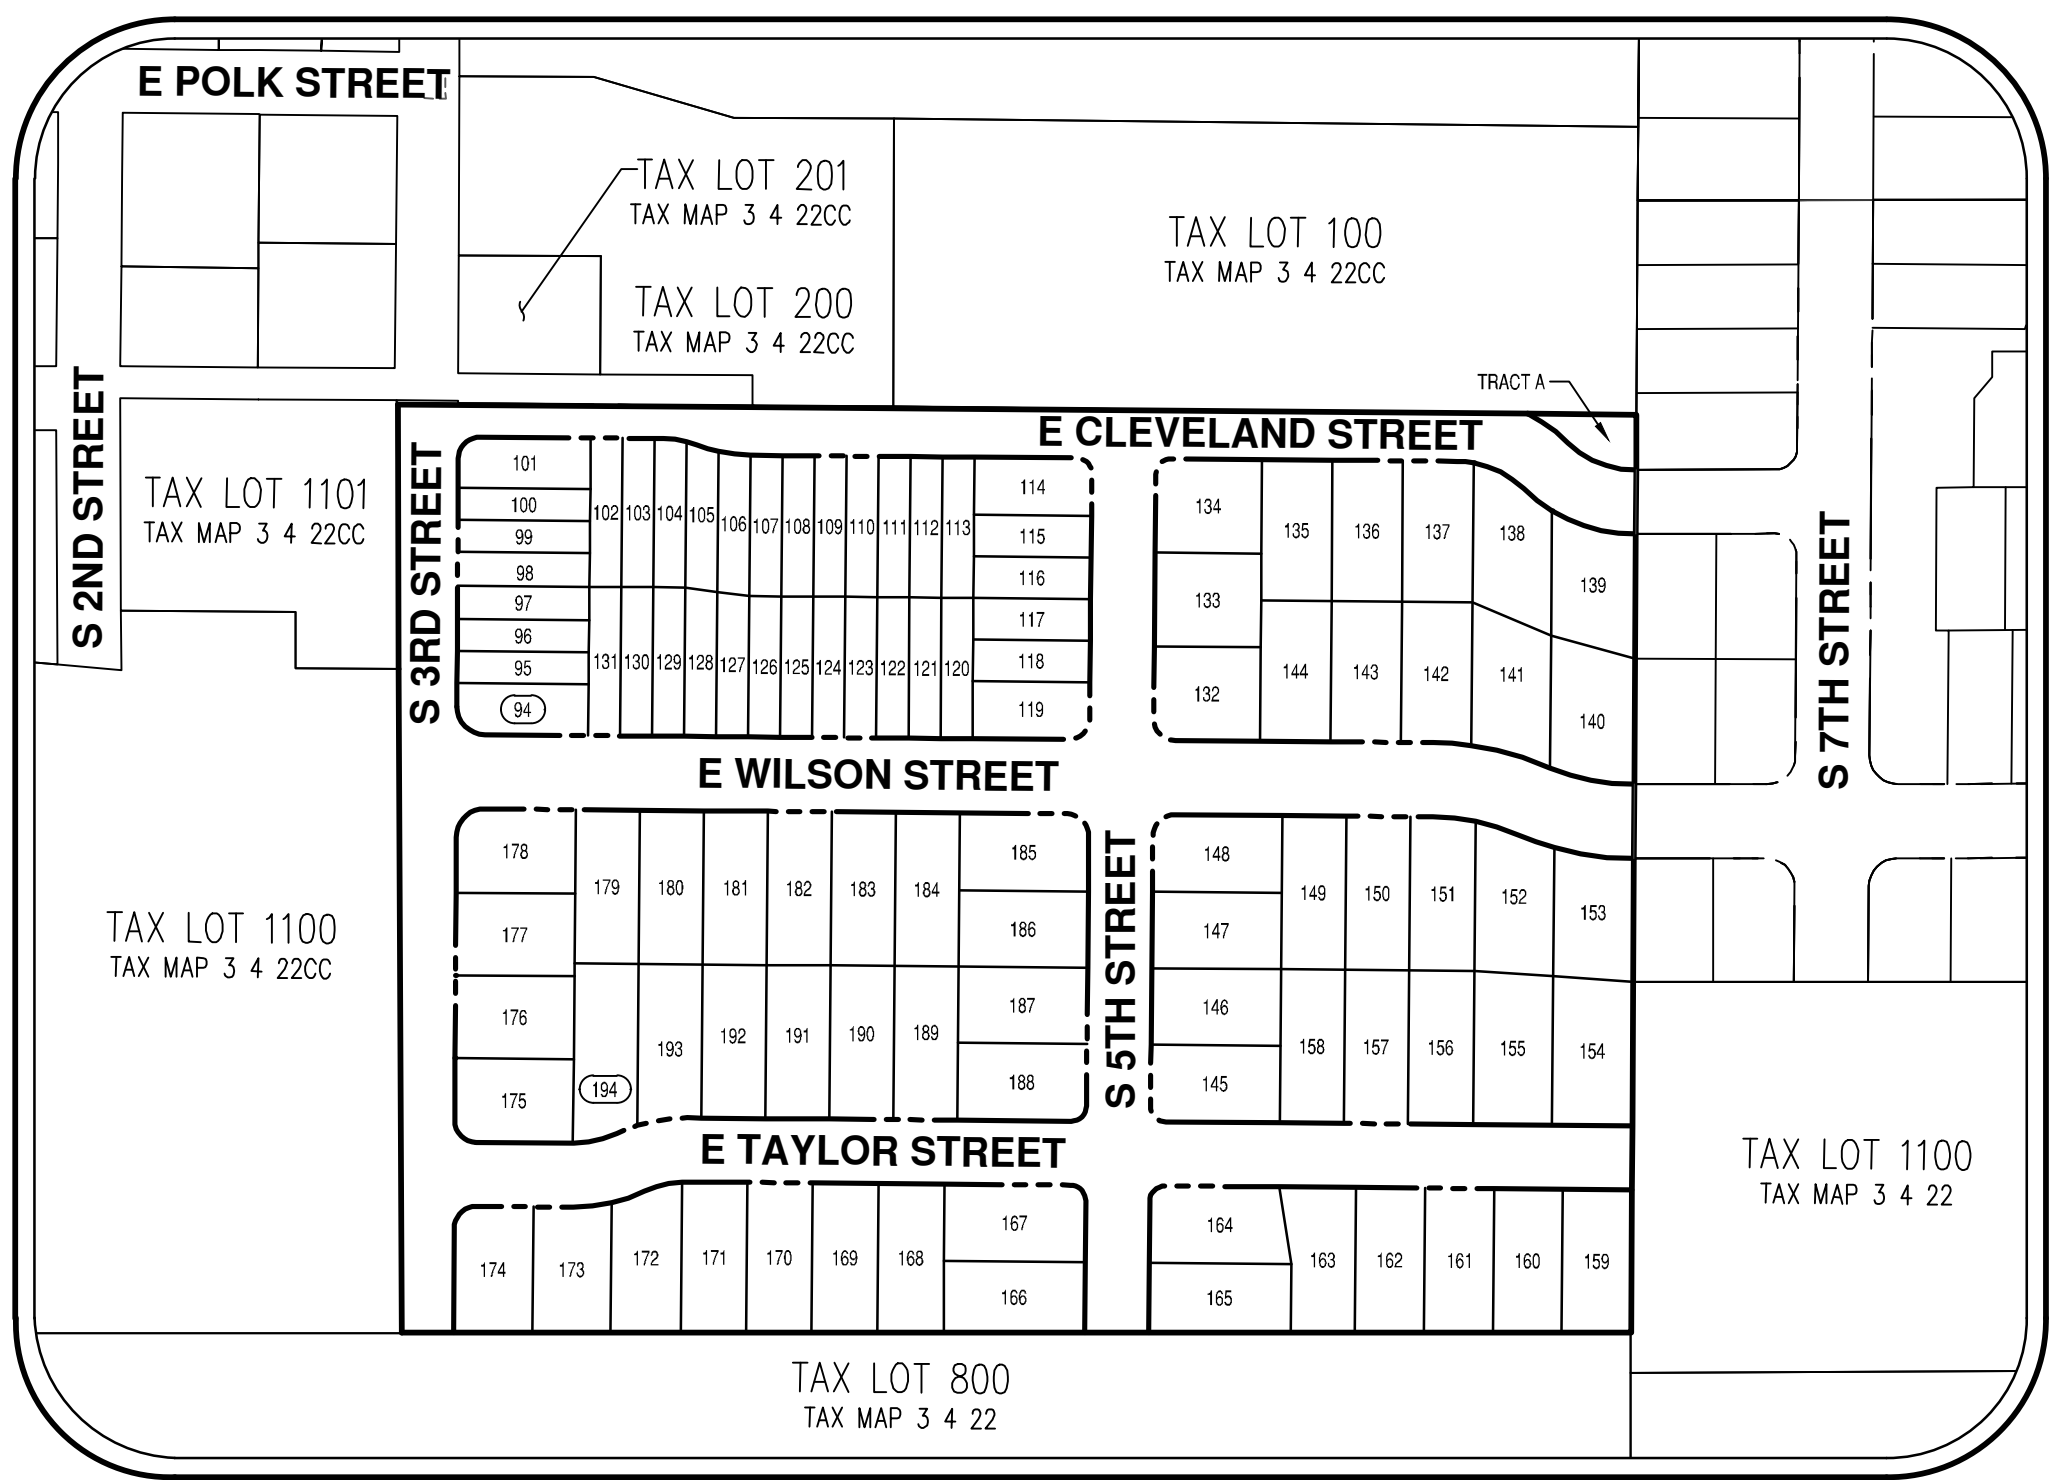 E POLK STREET
TAX LOT 201
TAX MAP 3 4 22CC
TAX LOT 200
TAX MAP 3 4 22CC
TAX LOT 100
TAX MAP 3 4 22CC
TRACT A
S 2ND STREET
TAX LOT 1101
TAX MAP 3 4 22CC
S 3RD STREET
E CLEVELAND STREET
S 7TH STREET
101
100
99
98
97
96
95
94
102 103 104 105 106 107 108 109 110 111 112 113
114
115
116
117
118
119
131 130 129 128 127 126 125 124 123 122 121 120
134
133
132
135 136 137 138 139
144 143 142 141 140
E WILSON STREET
TAX LOT 1100
TAX MAP 3 4 22CC
178
177
176
175
179 180 181 182 183 184
194 193 192 191 190 189
185
186
187
188
S 5TH STREET
148
147
146
145
149 150 151 152 153
158 157 156 155 154
E TAYLOR STREET
174 173 172 171 170 169 168
167
166
164
165
163 162 161 160 159
TAX LOT 1100
TAX MAP 3 4 22
TAX LOT 800
TAX MAP 3 4 22